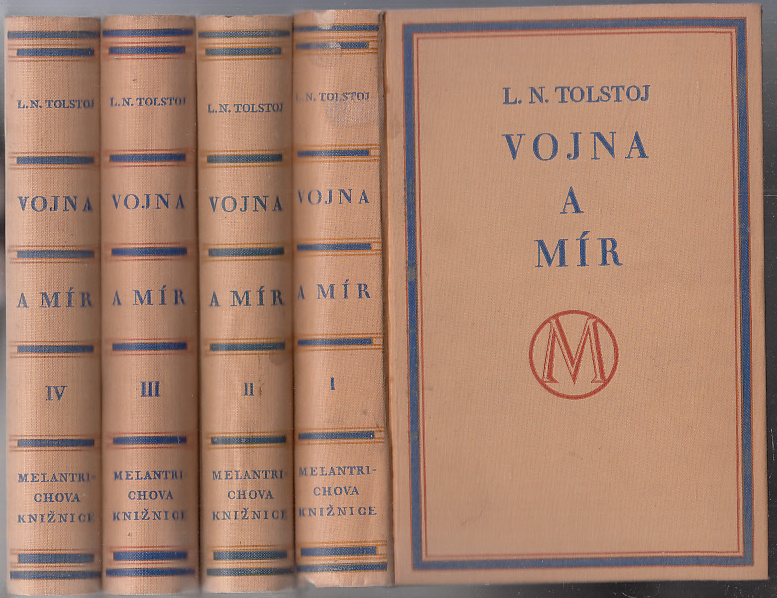 L. N. TOLSTOJ
VOJNA
A MÍR
IV
MELANTRI-
CHOVA
KNIŽNICE
L. N. TOLSTOJ
VOJNA
A MÍR
III
MELANTRI-
CHOVA
KNIŽNICE
L. N. TOLSTOJ
VOJNA
A MÍR
II
MELANTRI-
CHOVA
KNIŽNICE
L. N. TOLSTOJ
VOJNA
A MÍR
I
MELANTRI-
CHOVA
KNIŽNICE
L. N. TOLSTOJ
VOJNA
A
MÍR
M